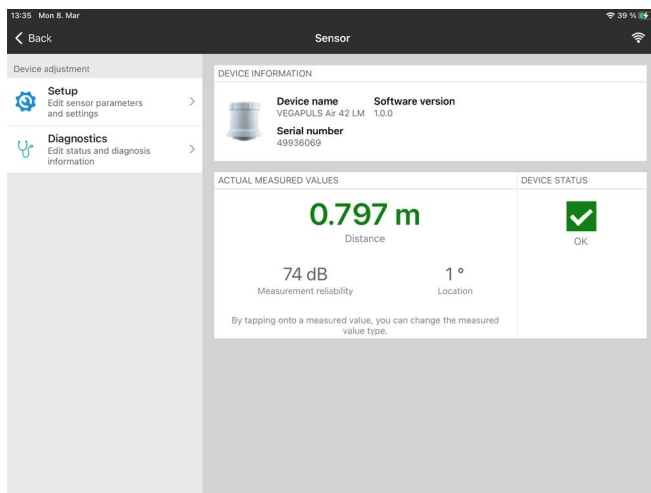 13:35 Mon 8. Mar
39 %
Back
Sensor
Device adjustment
Setup
Edit sensor parameters
and settings
Diagnostics
Edit status and diagnosis
information
DEVICE INFORMATION
Device name Software version
VEGAPULS Air 42 LM 1.0.0
Serial number
49936069
ACTUAL MEASURED VALUES
DEVICE STATUS
0.797 m
Distance
OK
74 dB 1 °
Measurement reliability Location
By tapping onto a measured value, you can change the measured
value type.